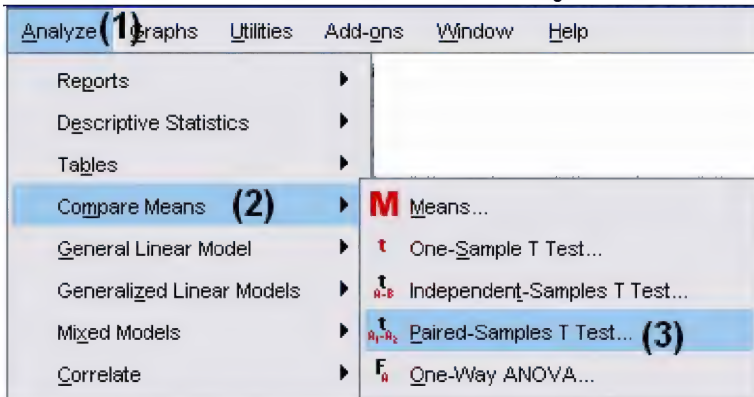 Analyze (1) Graphs Utilities Add-ons Window Help
Reports
Descriptive Statistics
Tables
Compare Means (2)
General Linear Model
Generalized Linear Models
Mixed Models
Correlate
M Means...
t One-Sample T Test...
t A-B Independent-Samples T Test...
t A1-A2 Paired-Samples T Test... (3)
F A One-Way ANOVA...